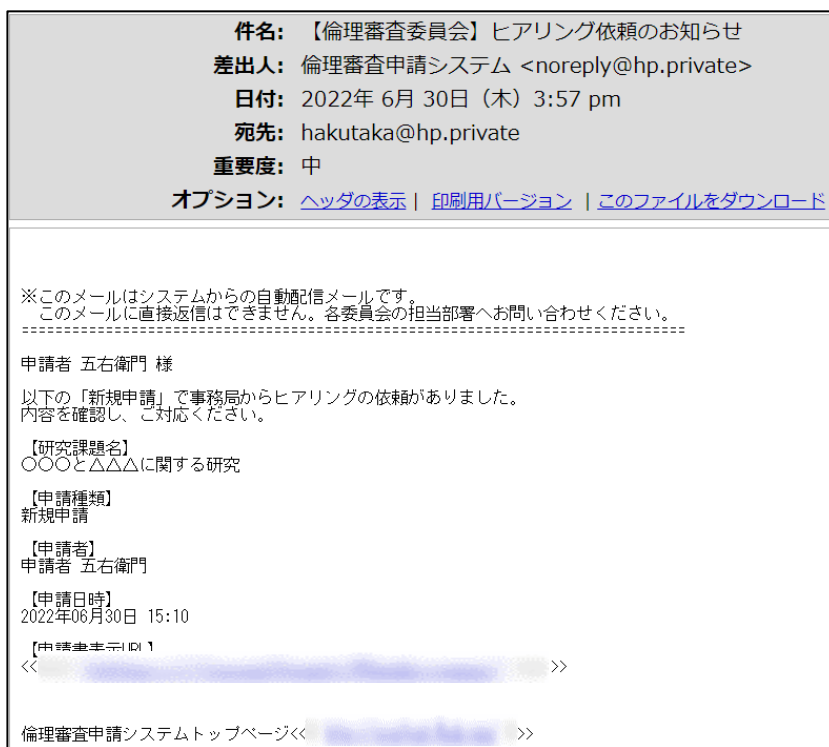 件名: 【倫理審査委員会】ヒアリング依頼のお知らせ
差出人: 倫理審査申請システム <noreply@hp.private>
日付: 2022年 6月 30日（木）3:57 pm
宛先: hakutaka@hp.private
重要度: 中
オプション: ヘッダの表示 | 印刷用バージョン | このファイルをダウンロード
※このメールはシステムからの自動配信メールです。
このメールに直接返信はできません。各委員会の担当部署へお問い合わせください。
======================================================================
申請者 五右衛門 様
以下の「新規申請」で事務局からヒアリングの依頼がありました。
内容を確認し、ご対応ください。
【研究課題名】
○○○と△△△に関する研究
【申請種類】
新規申請
【申請者】
申請者 五右衛門
【申請日時】
2022年06月30日 15:10
【申請書表示URL】
<< >>
倫理審査申請システムトップページ<< >>